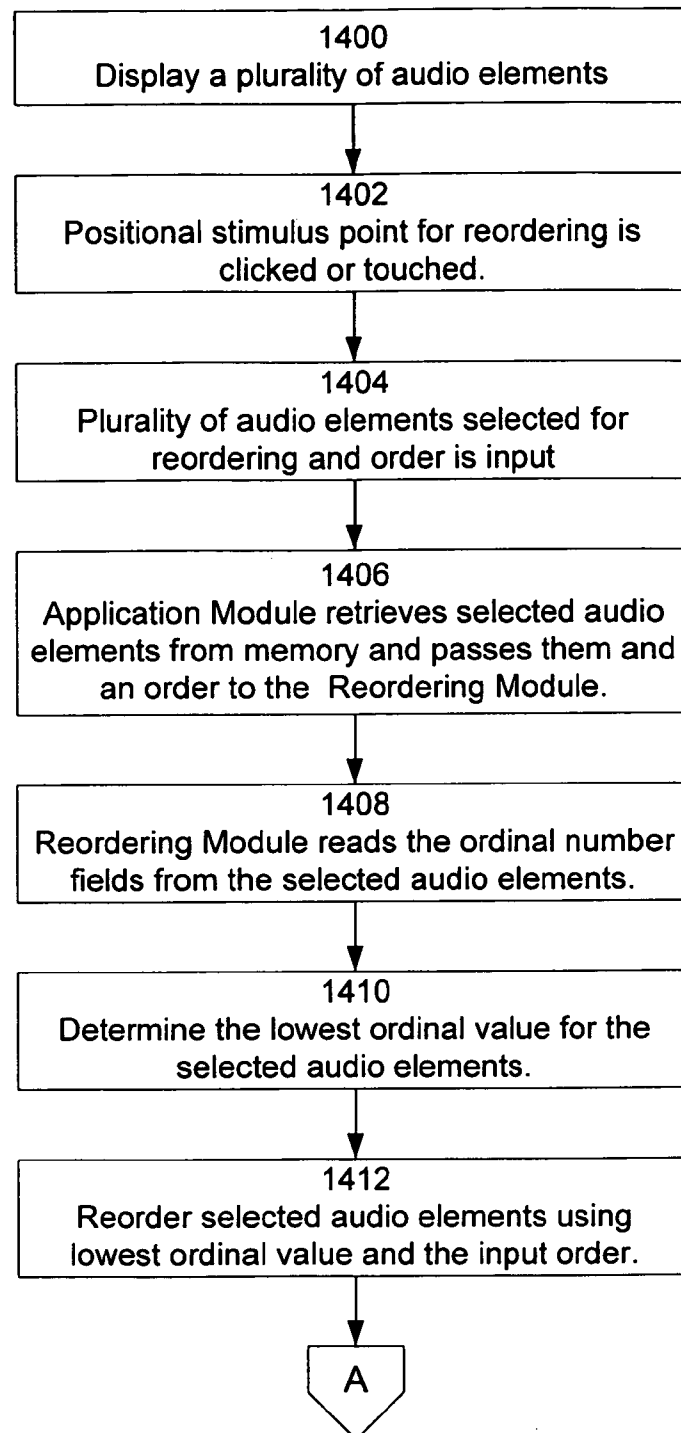 1400
Display a plurality of audio elements
1402
Positional stimulus point for reordering is
clicked or touched.
1404
Plurality of audio elements selected for
reordering and order is input
1406
Application Module retrieves selected audio
elements from memory and passes them and
an order to the Reordering Module.
1408
Reordering Module reads the ordinal number
fields from the selected audio elements.
1410
Determine the lowest ordinal value for the
selected audio elements.
1412
Reorder selected audio elements using
lowest ordinal value and the input order.
A